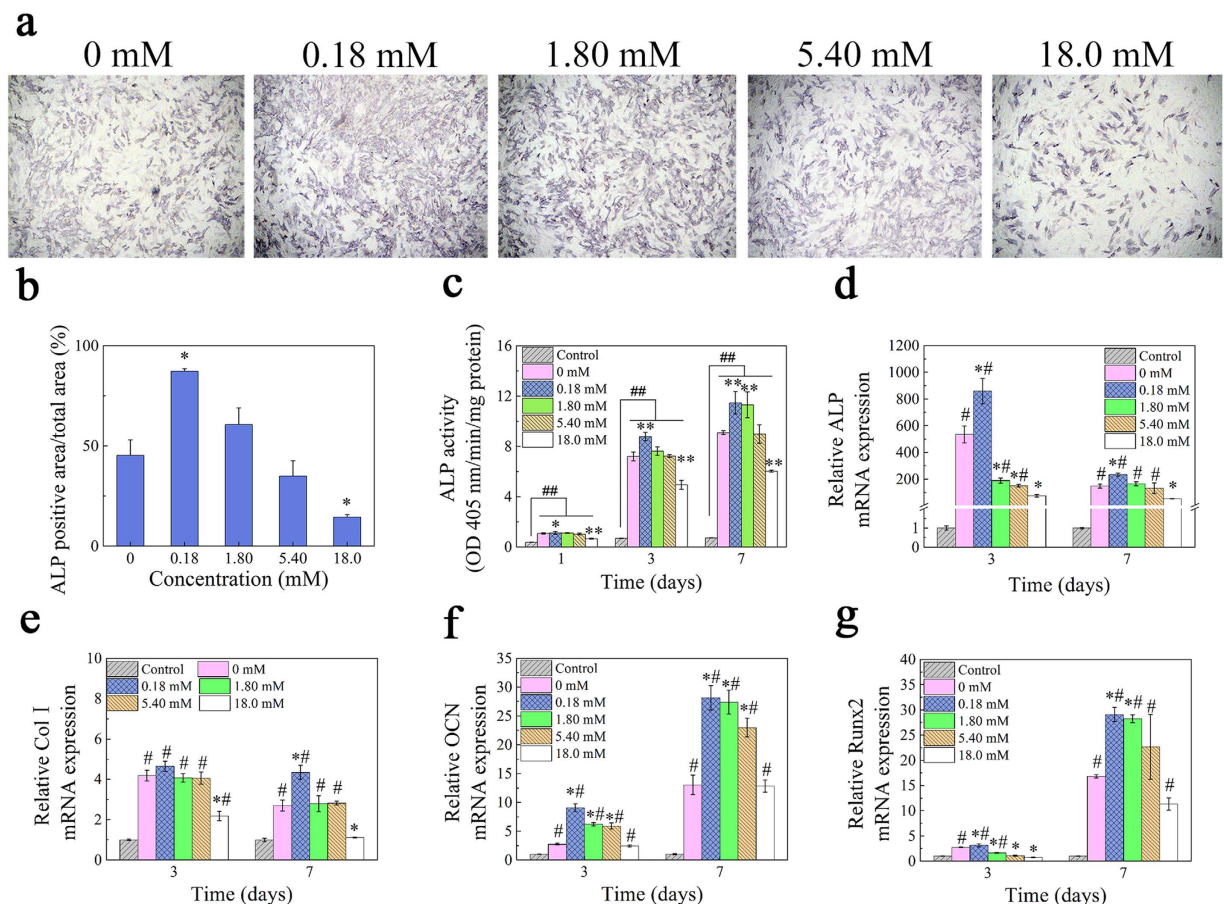 a
0 mM
0.18 mM
1.80 mM
5.40 mM
18.0 mM
b
ALP positive area/total area (%)
100
50
0
*
*
0
0.18
1.80
5.40
18.0
Concentration (mM)
c
ALP activity
(OD 405 nm/min/mg protein)
16
12
8
4
0
Control
0 mM
0.18 mM
1.80 mM
5.40 mM
18.0 mM
##
*
**
##
**
**
##
**
**
**
1
3
7
Time (days)
d
Relative ALP
mRNA expression
1200
1000
800
600
400
200
1
Control
0 mM
0.18 mM
1.80 mM
5.40 mM
18.0 mM
#
*#
*#
*#
*
#
*#
#
#
*
3
7
Time (days)
e
Relative Col I
mRNA expression
10
8
6
4
2
0
Control
0 mM
0.18 mM
1.80 mM
5.40 mM
18.0 mM
#
#
#
#
*#
#
*#
#
#
*
3
7
Time (days)
f
Relative OCN
mRNA expression
35
30
25
20
15
10
5
0
Control
0 mM
0.18 mM
1.80 mM
5.40 mM
18.0 mM
#
*#
*#
*#
#
#
*#
*#
*#
#
3
7
Time (days)
g
Relative Runx2
mRNA expression
40
35
30
25
20
15
10
5
0
Control
0 mM
0.18 mM
1.80 mM
5.40 mM
18.0 mM
#
*#
*#
*
*
#
*#
*#
#
#
3
7
Time (days)